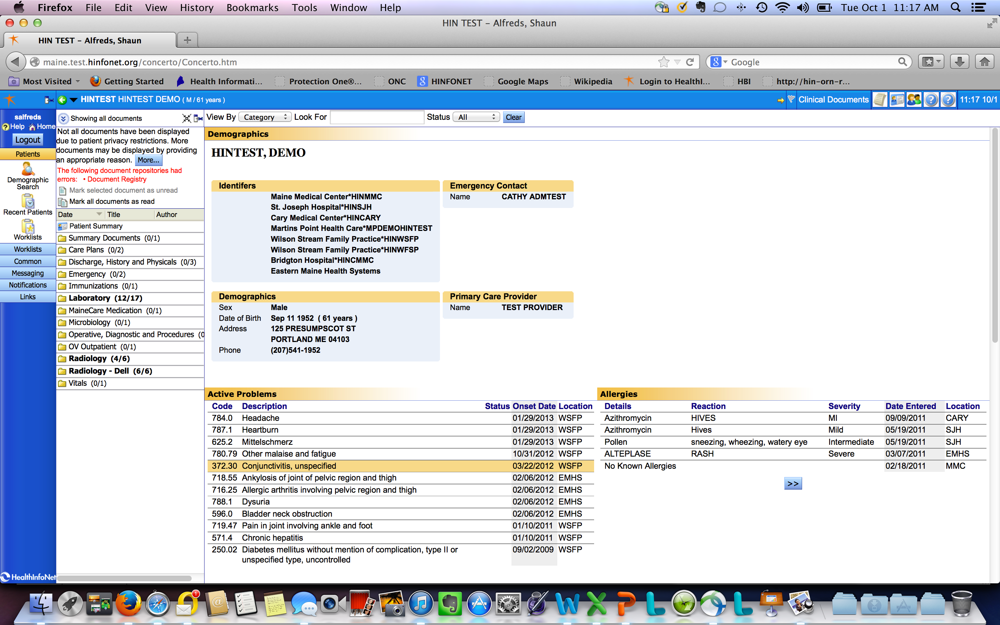 Firefox File Edit View History Bookmarks Tools Window Help Tue Oct 1 11:17 AM
HIN TEST – Alfreds, Shaun
HIN TEST – Alfreds, Shaun
maine.test.hinfonet.org/concerto/Concerto.htm
8 Google
Most Visited Getting Started Health Informati... Protection One®... ONC 8 HINFONET Google Maps Wikipedia Login to HealthI... HBI http://hin-orn-r...
HINTEST HINTEST DEMO ( M / 61 years ) Clinical Documents ? ? 11:17 10/1
salfreds
? Help Home
Logout
Patients
Demographic
Search
Recent Patients
Worklists
Worklists
Common
Messaging
Notifications
Links
HealthInfoNet
Showing all documents
Not all documents have been displayed
due to patient privacy restrictions. More
documents may be displayed by providing
an appropriate reason. More...
The following document repositories had
errors: • Document Registry
Mark selected document as unread
Mark all documents as read
Date Title Author
Patient Summary
Summary Documents (0/1)
Care Plans (0/2)
Discharge, History and Physicals (0/3)
Emergency (0/2)
Immunizations (0/1)
Laboratory (12/17)
MaineCare Medication (0/1)
Microbiology (0/1)
Operative, Diagnostic and Procedures (0
OV Outpatient (0/1)
Radiology (4/6)
Radiology - Dell (6/6)
Vitals (0/1)
View By Category Look For Status All Clear
Demographics
HINTEST, DEMO
Identifers
Maine Medical Center*HINMMC
St. Joseph Hospital*HINSJH
Cary Medical Center*HINCARY
Martins Point Health Care*MPDEMOHINTEST
Wilson Stream Family Practice*HINWSFP
Wilson Stream Family Practice*HINWFSP
Bridgton Hospital*HINCMMC
Eastern Maine Health Systems
Emergency Contact
Name CATHY ADMTEST
Demographics
Sex Male
Date of Birth Sep 11 1952 ( 61 years )
Address 125 PRESUMPSCOT ST
PORTLAND ME 04103
Phone (207)541-1952
Primary Care Provider
Name TEST PROVIDER
Active Problems
Code Description Status Onset Date Location
784.0 Headache 01/29/2013 WSFP
787.1 Heartburn 01/29/2013 WSFP
625.2 Mittelschmerz 01/29/2013 WSFP
780.79 Other malaise and fatigue 10/31/2012 WSFP
372.30 Conjunctivitis, unspecified 03/22/2012 WSFP
718.55 Ankylosis of joint of pelvic region and thigh 02/06/2012 EMHS
716.25 Allergic arthritis involving pelvic region and thigh 02/06/2012 EMHS
788.1 Dysuria 02/06/2012 EMHS
596.0 Bladder neck obstruction 02/06/2012 EMHS
719.47 Pain in joint involving ankle and foot 01/10/2011 WSFP
571.4 Chronic hepatitis 01/10/2011 WSFP
250.02 Diabetes mellitus without mention of complication, type II or 09/02/2009 WSFP
unspecified type, uncontrolled
Allergies
Details Reaction Severity Date Entered Location
Azithromycin HIVES MI 09/09/2011 CARY
Azithromycin Hives Mild 05/19/2011 SJH
Pollen sneezing, wheezing, watery eye Intermediate 05/19/2011 SJH
ALTEPLASE RASH Severe 03/07/2011 EMHS
No Known Allergies 02/18/2011 MMC
>>
1